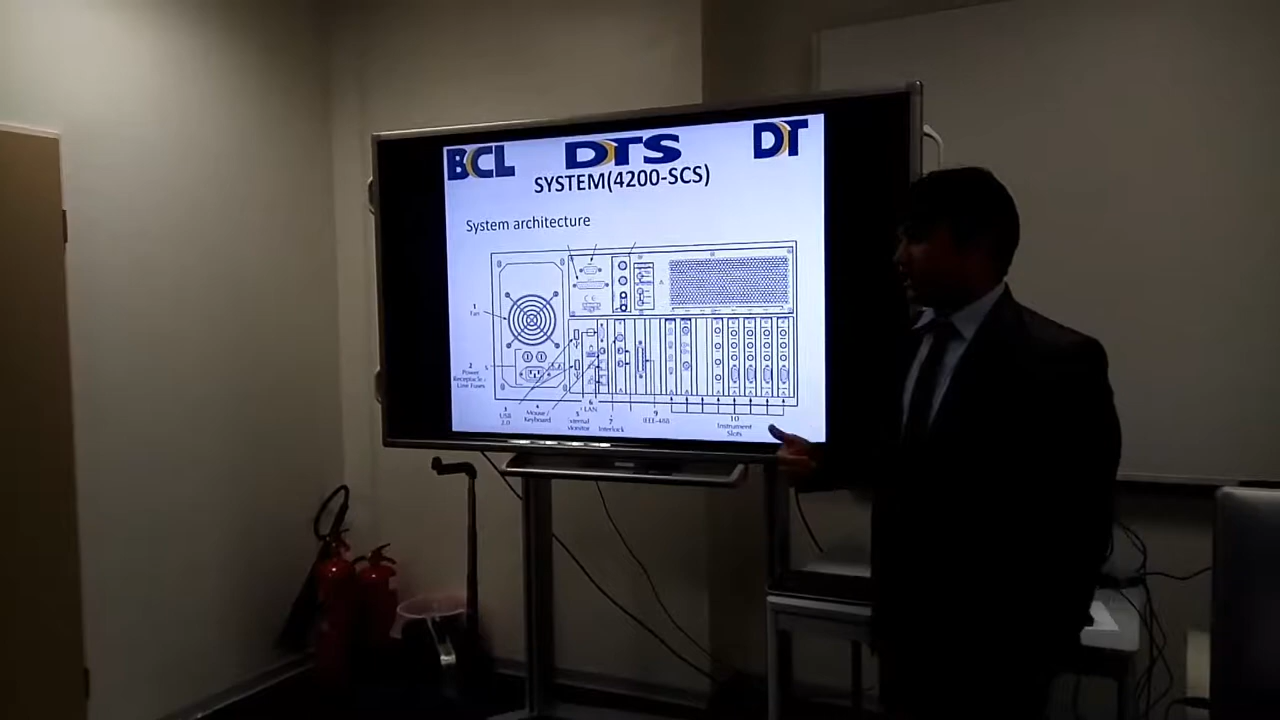 BCL DTS DT
SYSTEM(4200-SCS)
System architecture
1
Fan
2
Power
Receptacle -
Line Fuses
3
USB
2.0
4
Mouse /
Keyboard
5
External
Monitor
6
LAN
7
Interlock
9
IEEE-488
10
Instrument
Slots